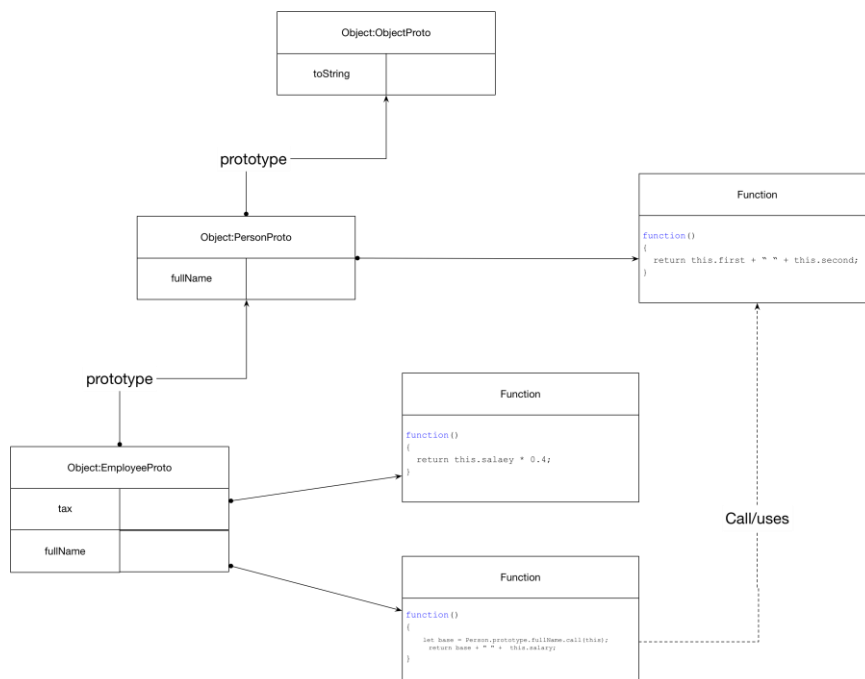 Object:ObjectProto
toString
prototype
Object:PersonProto
fullName
Function
function()
{
return this.first + “ “ + this.second;
}
prototype
Object:EmployeeProto
tax
fullName
Function
function()
{
return this.salaey * 0.4;
}
Call/uses
Function
function()
{
let base = Person.prototype.fullName.call(this);
return base + “ “ + this.salary;
}